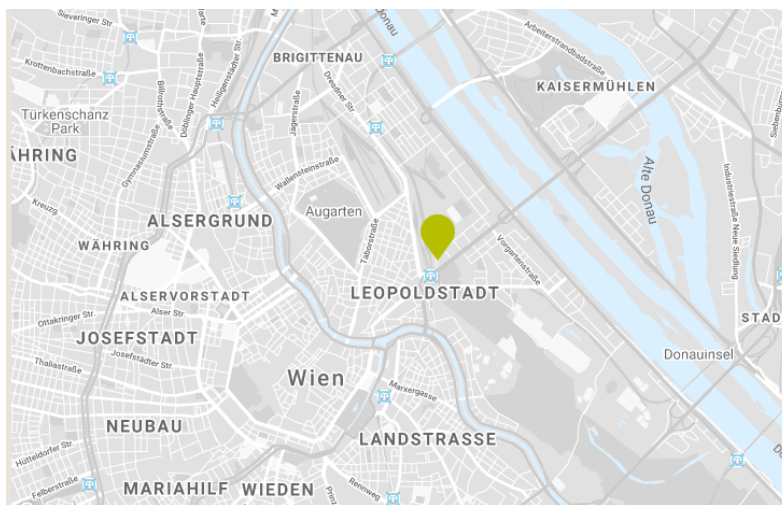 Sieveringer Str.
BRIGITTENAU
Arbeiterstrandbadstraße
Krottenbachstraße
Billrothstraße
Döblinger Hauptstraße
Heiligenstädter Str.
Dresdner Str.
KAISERMÜHLEN
Türkenschanz
Park
Jägerstraße
ÄHRING
Gymnasiumstraße
Wallensteinstraße
Alte Donau
Industriestraße
Neue Siedlung
Kreuzg.
ALSERGRUND
Augarten
Taborstraße
WÄHRING
Vorgartenstraße
ALSERVORSTADT
LEOPOLDSTADT
Alser Str.
Ottakringer Str.
STAD
JOSEFSTADT
Josefstädter Str.
Donauinsel
Thaliastraße
Wien
Marxergasse
NEUBAU
LANDSTRASSE
Hütteldorfer Str.
MARIAHILF
WIEDEN
Rennweg
Felberstraße
Prinz
Donau